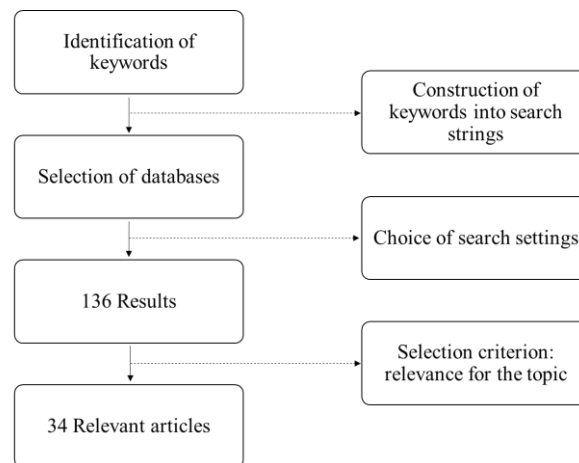 Identification of
keywords
Construction of
keywords into search
strings
Selection of databases
Choice of search settings
136 Results
Selection criterion:
relevance for the topic
34 Relevant articles